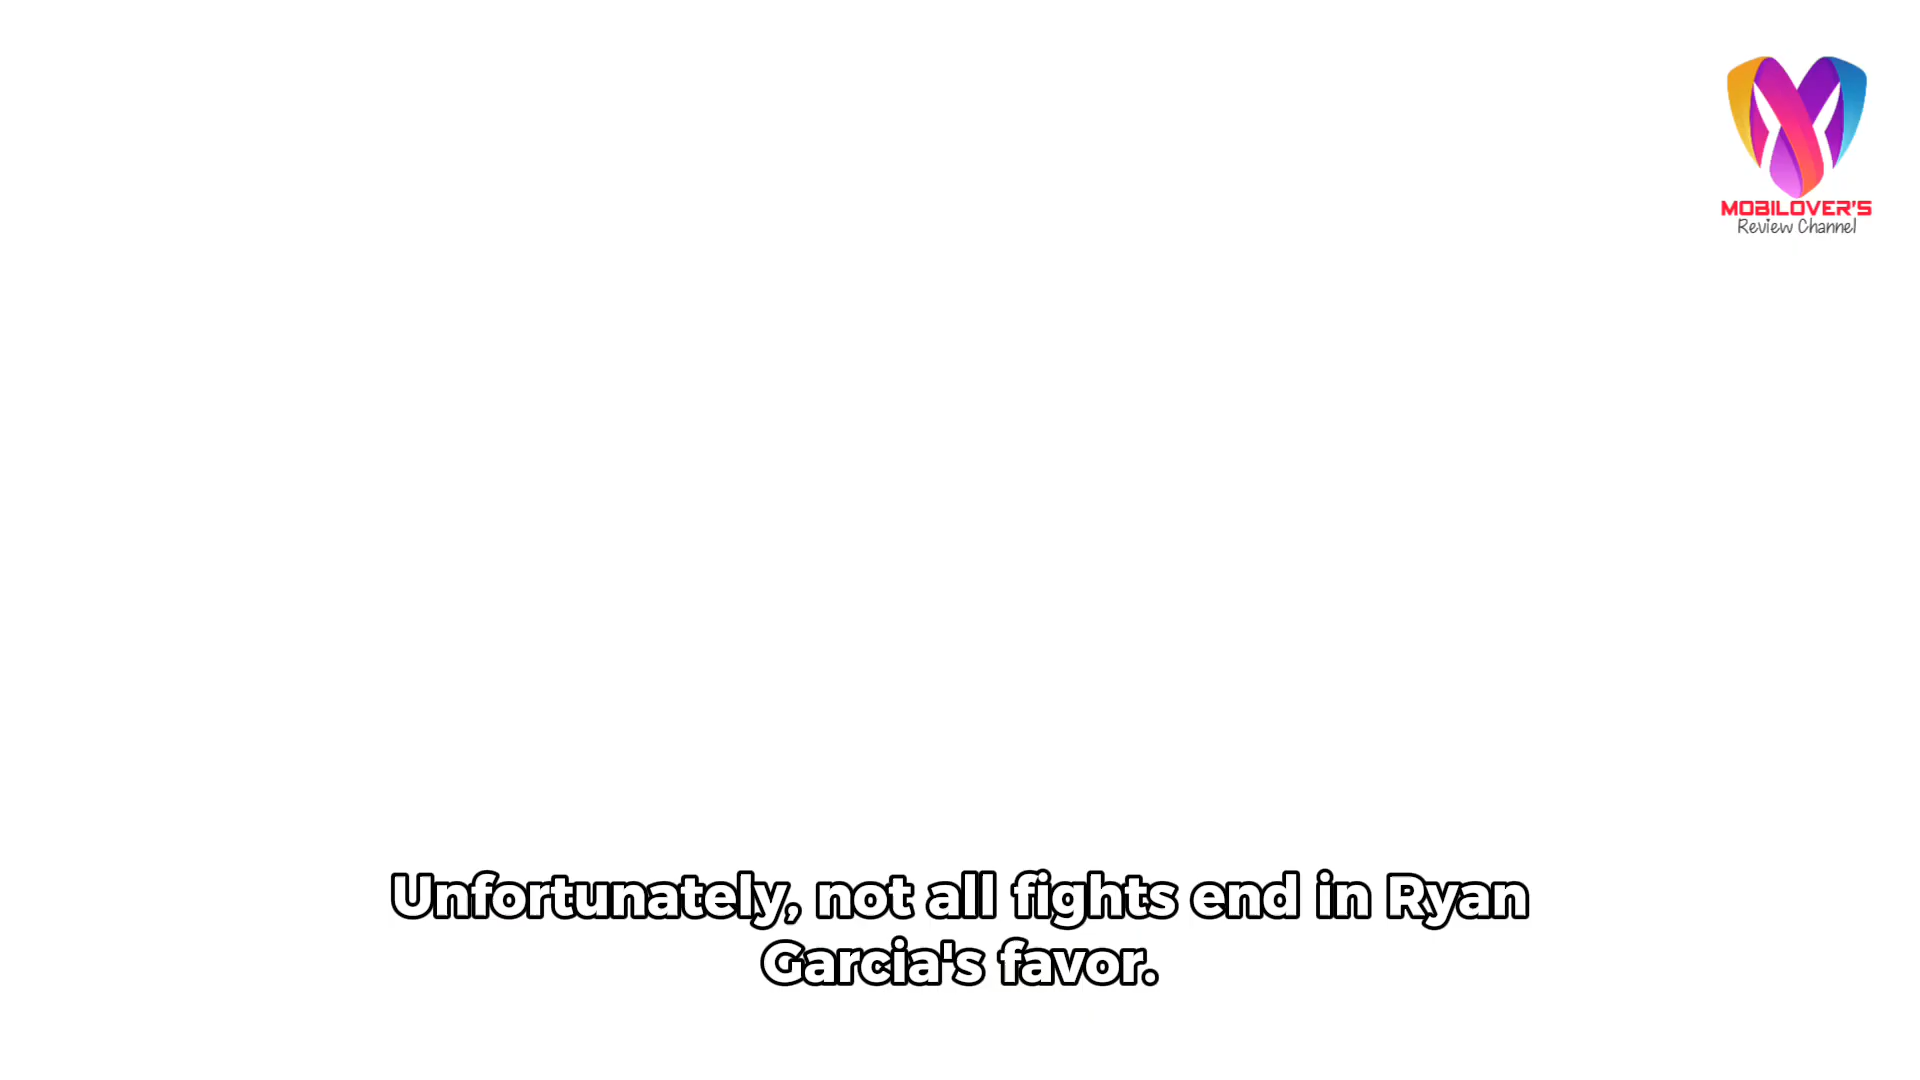 MOBILOVER'S
Review Channel
Unfortunately, not all fights end in Ryan
Garcia's favor.